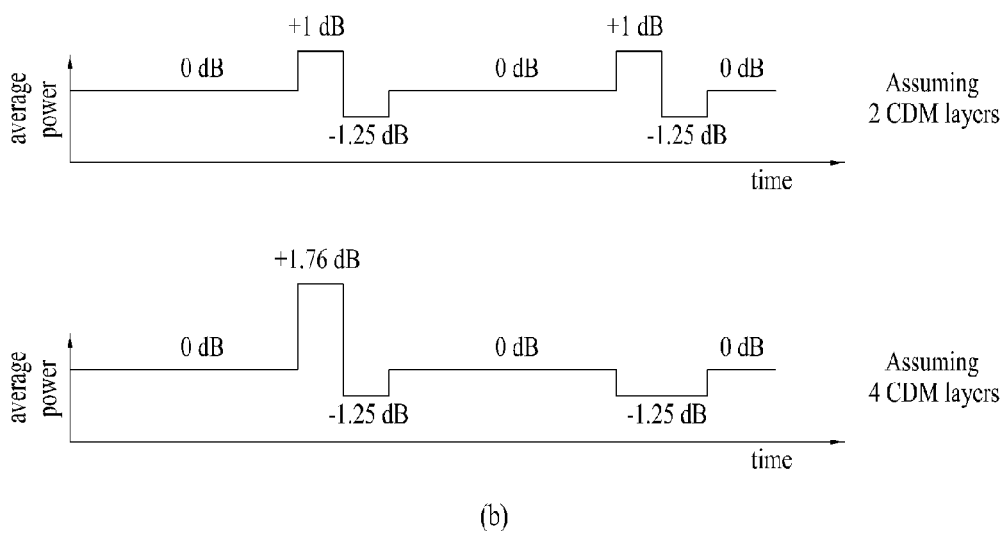 +1 dB
+1 dB
0 dB
0 dB
0 dB
average
power
-1.25 dB
-1.25 dB
Assuming
2 CDM layers
time
+1.76 dB
0 dB
0 dB
0 dB
average
power
-1.25 dB
-1.25 dB
Assuming
4 CDM layers
time
(b)